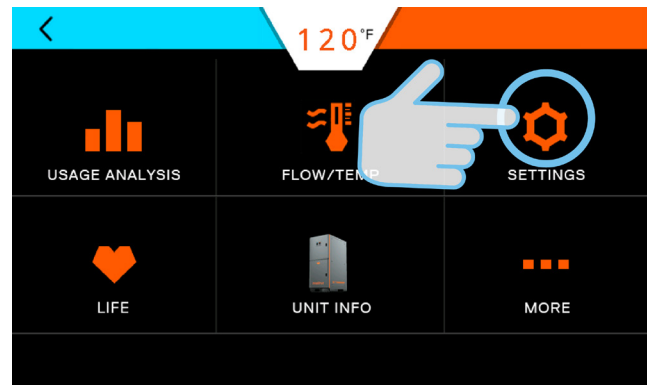 120°F
USAGE ANALYSIS
FLOW/TEMP
SETTINGS
LIFE
UNIT INFO
MORE